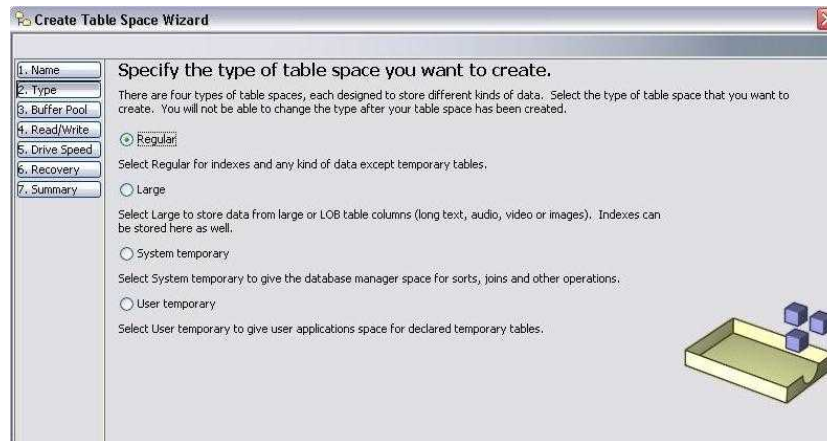 Create Table Space Wizard
1. Name
2. Type
3. Buffer Pool
4. Read/Write
5. Drive Speed
6. Recovery
7. Summary
Specify the type of table space you want to create.
There are four types of table spaces, each designed to store different kinds of data. Select the type of table space that you want to
create. You will not be able to change the type after your table space has been created.
Regular
Select Regular for indexes and any kind of data except temporary tables.
Large
Select Large to store data from large or LOB table columns (long text, audio, video or images). Indexes can
be stored here as well.
System temporary
Select System temporary to give the database manager space for sorts, joins and other operations.
User temporary
Select User temporary to give user applications space for declared temporary tables.